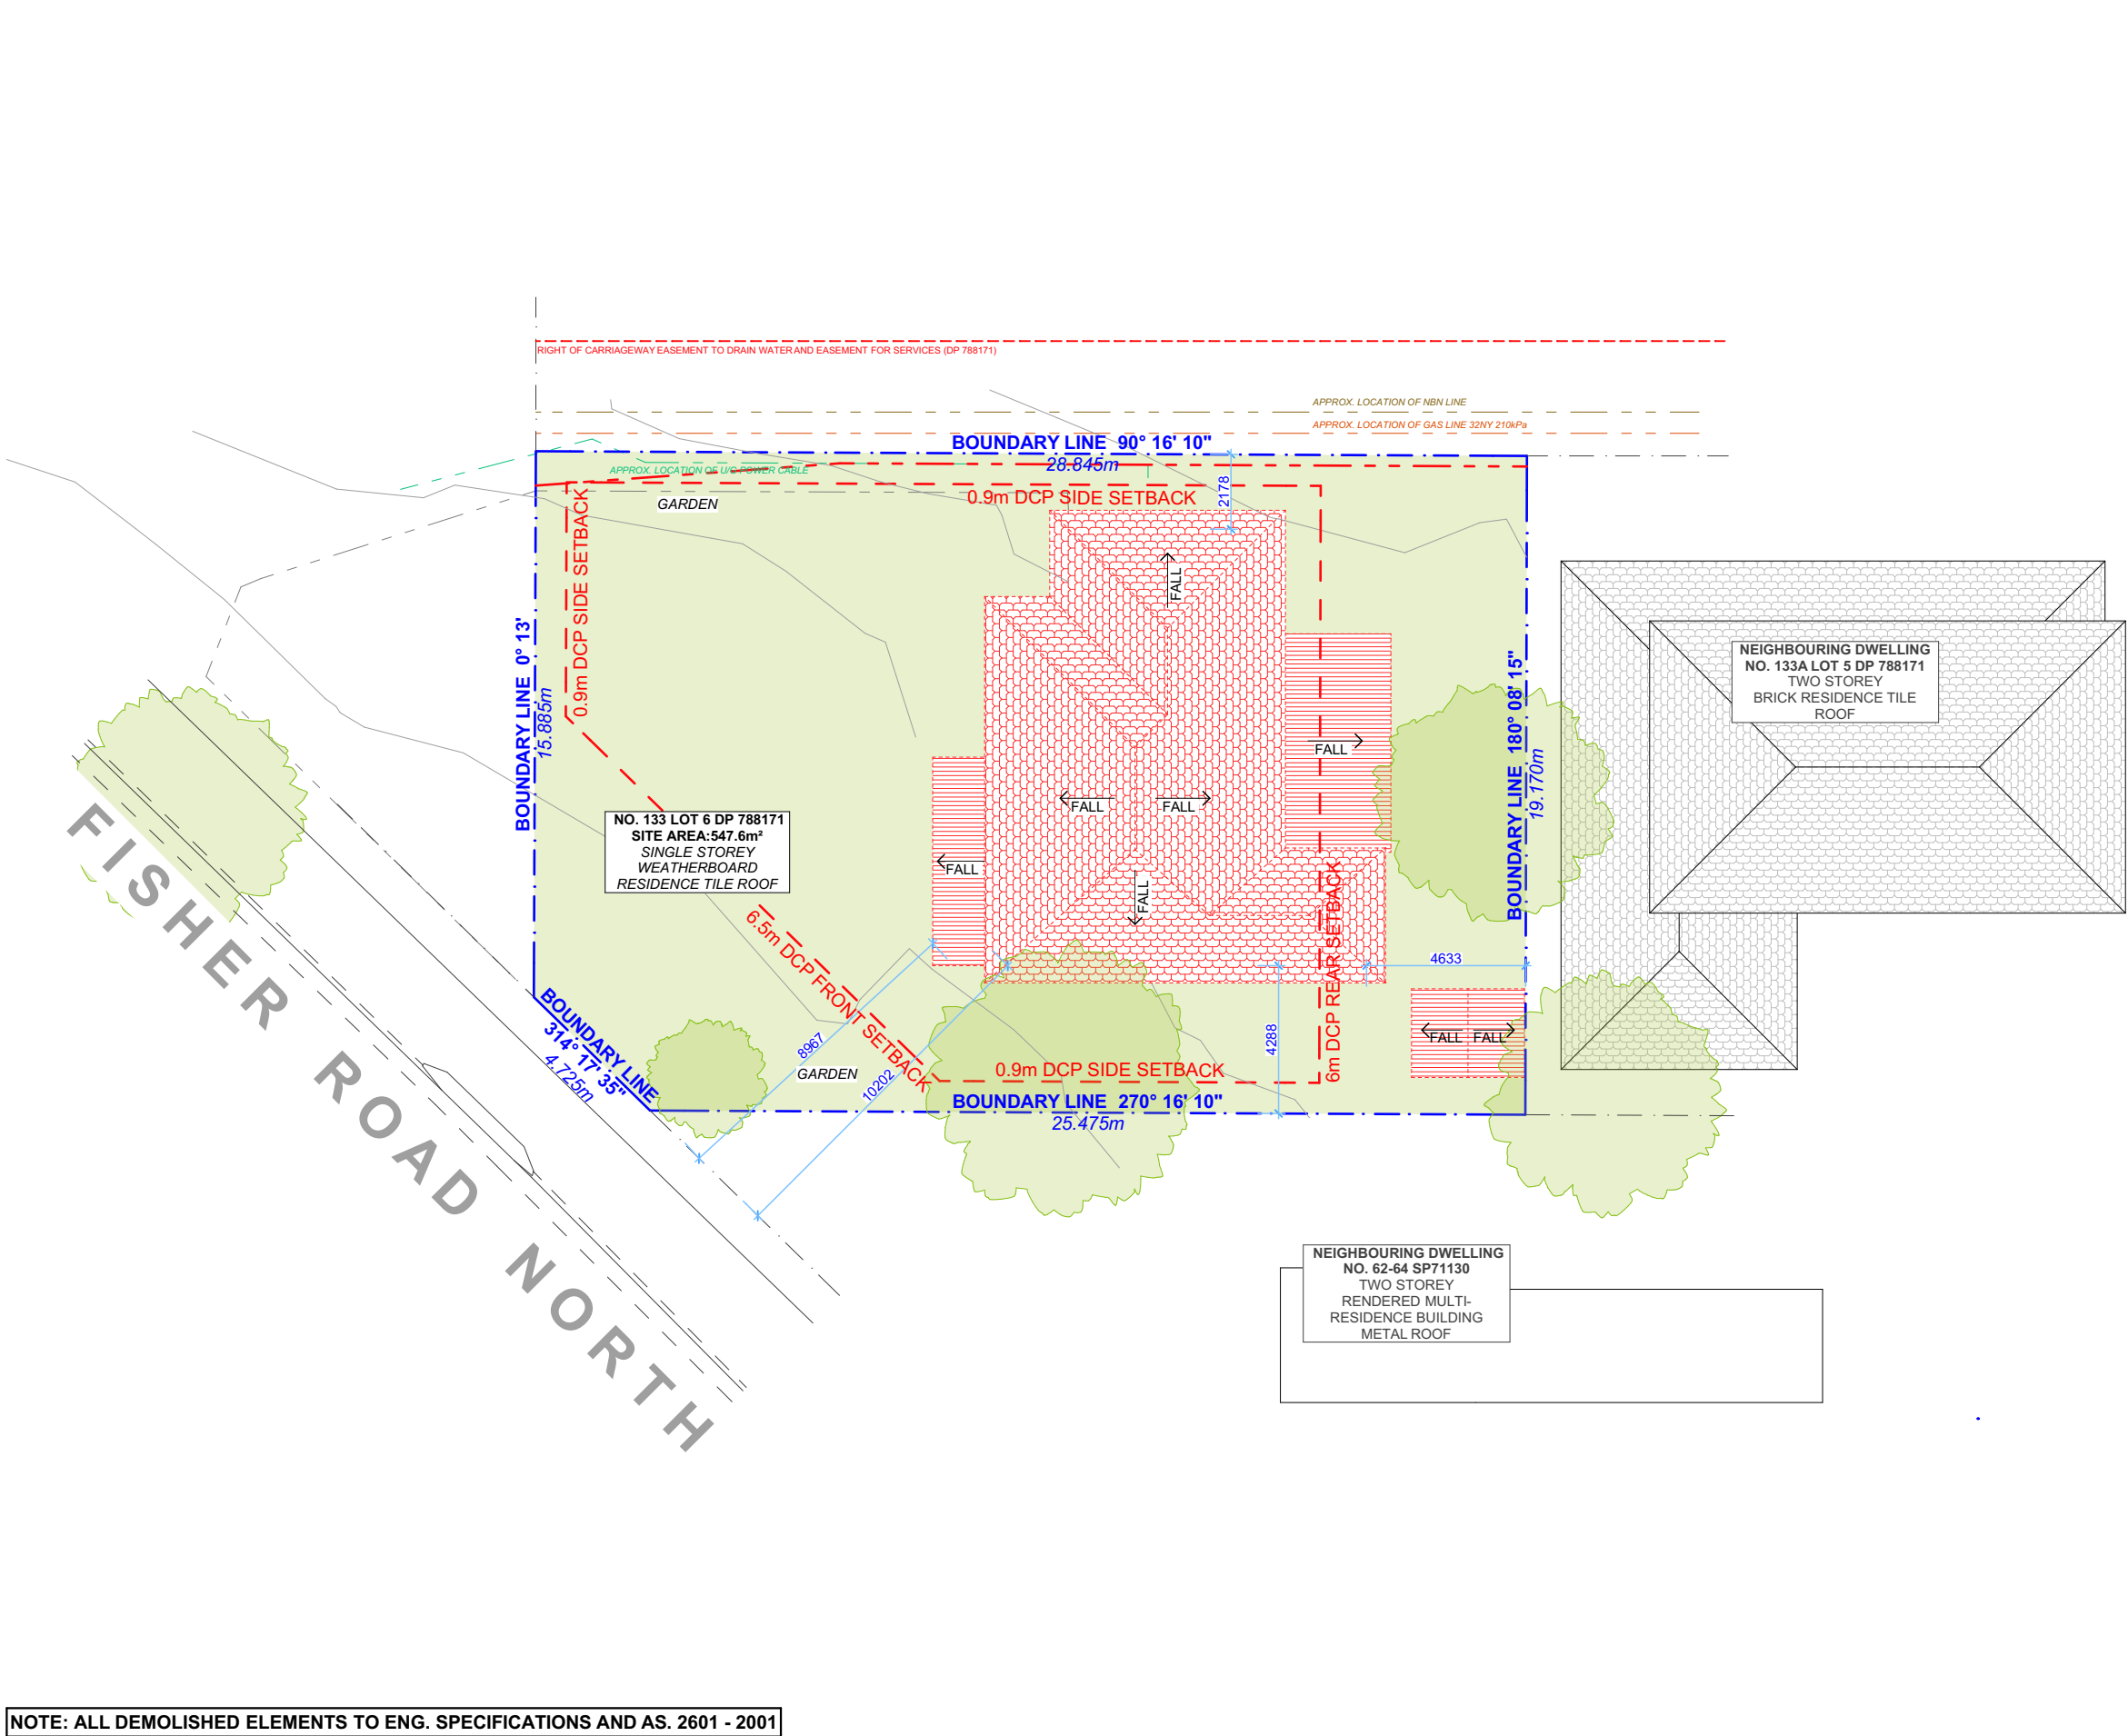 RIGHT OF CARRIAGEWAY EASEMENT TO DRAIN WATER AND EASEMENT FOR SERVICES (DP 788171)
APPROX. LOCATION OF NBN LINE
APPROX. LOCATION OF GAS LINE 32NY 210kPa
BOUNDARY LINE 90° 16' 10"
28.845m
APPROX. LOCATION OF U/G POWER CABLE
GARDEN
0.9m DCP SIDE SETBACK
2178
0.9m DCP SIDE SETBACK
BOUNDARY LINE 0° 13'
15.885m
FALL
FALL
FALL
FALL
FALL
FALL
BOUNDARY LINE 180° 08' 15"
19.170m
NEIGHBOURING DWELLING
NO. 133A LOT 5 DP 788171
TWO STOREY
BRICK RESIDENCE TILE
ROOF
NO. 133 LOT 6 DP 788171
SITE AREA:547.6m²
SINGLE STOREY
WEATHERBOARD
RESIDENCE TILE ROOF
6.5m DCP FRONT SETBACK
6m DCP REAR SETBACK
4633
FALL
FALL
4288
8967
10202
GARDEN
0.9m DCP SIDE SETBACK
BOUNDARY LINE
314° 17' 35"
4.725m
BOUNDARY LINE 270° 16' 10"
25.475m
FISHER ROAD NORTH
NEIGHBOURING DWELLING
NO. 62-64 SP71130
TWO STOREY
RENDERED MULTI-
RESIDENCE BUILDING
METAL ROOF
NOTE: ALL DEMOLISHED ELEMENTS TO ENG. SPECIFICATIONS AND AS. 2601 - 2001